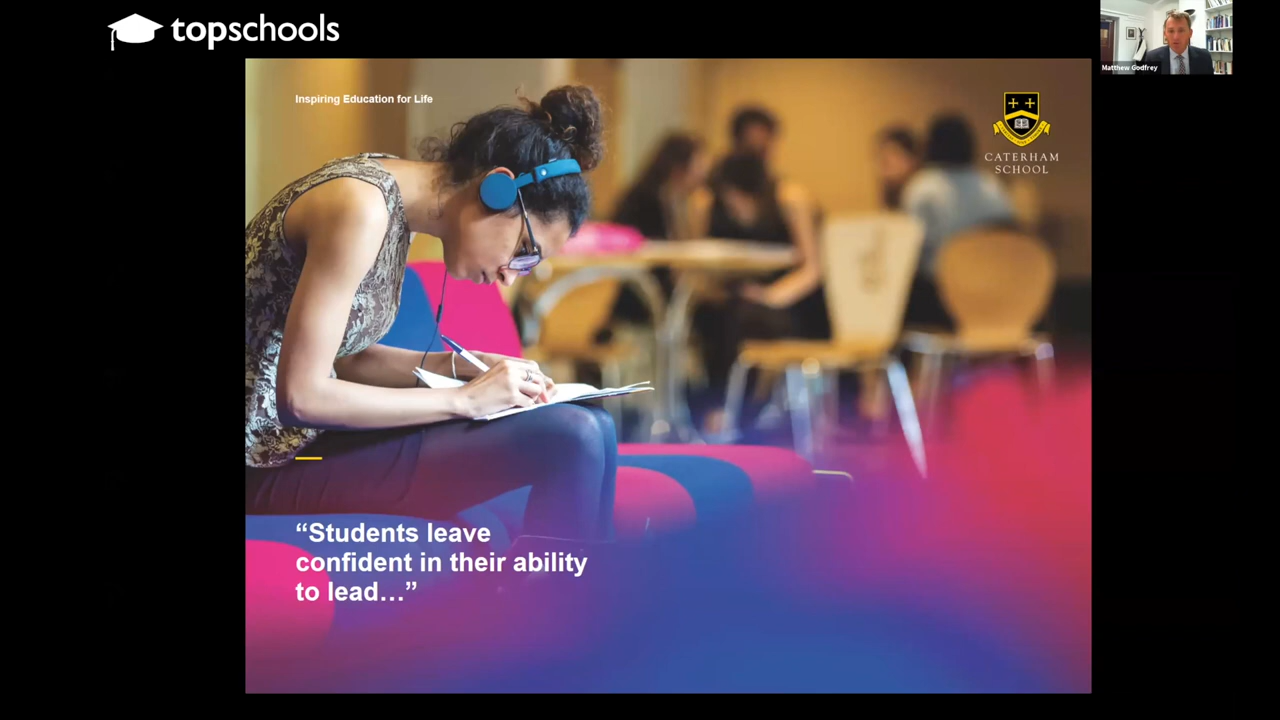 topschools
Matthew Godfrey
Inspiring Education for Life
CATERHAM
SCHOOL
“Students leave
confident in their ability
to lead…”